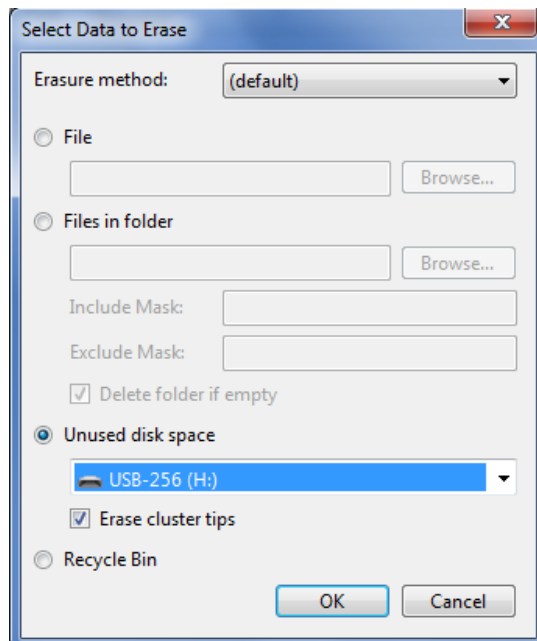 Select Data to Erase
Erasure method: (default)
File
Browse...
Files in folder
Browse...
Include Mask:
Exclude Mask:
Delete folder if empty
Unused disk space
USB-256 (H:)
Erase cluster tips
Recycle Bin
OK Cancel